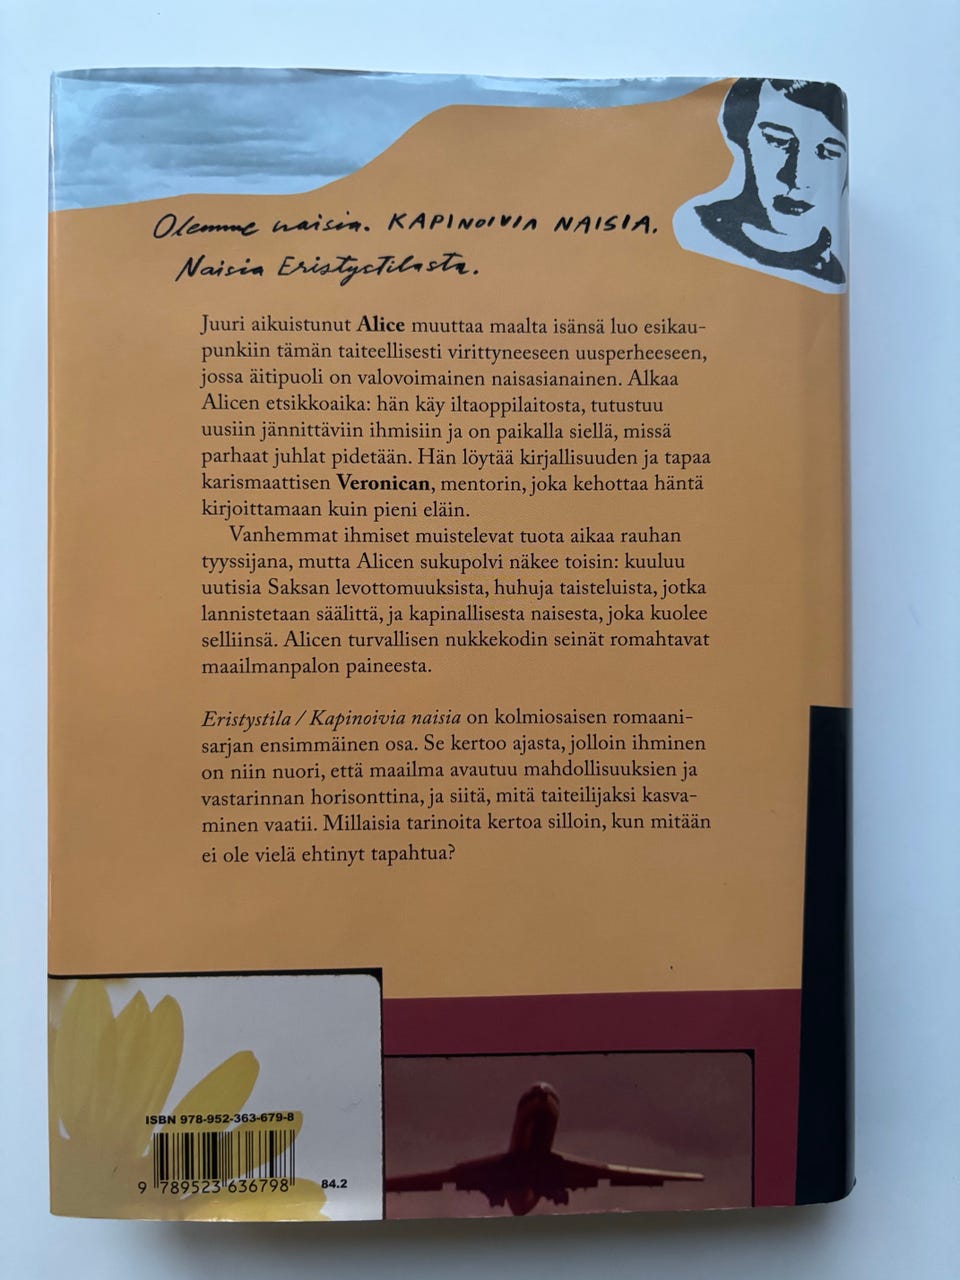 Olemme naisia. KAPINOIVIA NAISIA.
Naisia Eristystilasta.
Juuri aikuistunut Alice muuttaa maalta isänsä luo esikau-
punkiin tämän taiteellisesti virittyneeseen uusperheeseen,
jossa äitipuoli on valovoimainen naisasianainen. Alkaa
Alicen etsikkoaika: hän käy iltaoppilaitosta, tutustuu
uusiin jännittäviin ihmisiin ja on paikalla siellä, missä
parhaat juhlat pidetään. Hän löytää kirjallisuuden ja tapaa
karismaattisen Veronican, mentorin, joka kehottaa häntä
kirjoittamaan kuin pieni eläin.
Vanhemmat ihmiset muistelevat tuota aikaa rauhan
tyyssijana, mutta Alicen sukupolvi näkee toisin: kuuluu
uutisia Saksan levottomuuksista, huhuja taisteluista, jotka
lannistetaan säälittä, ja kapinallisesta naisesta, joka kuolee
selliinsä. Alicen turvallisen nukkekodin seinät romahtavat
maailmanpalon paineesta.
Eristystila / Kapinoivia naisia on kolmiosaisen romaani-
sarjan ensimmäinen osa. Se kertoo ajasta, jolloin ihminen
on niin nuori, että maailma avautuu mahdollisuuksien ja
vastarinnan horisonttina, ja siitä, mitä taiteilijaksi kasva-
minen vaatii. Millaisia tarinoita kertoa silloin, kun mitään
ei ole vielä ehtinyt tapahtua?
ISBN 978-952-363-679-8
9 789523 636798
84.2